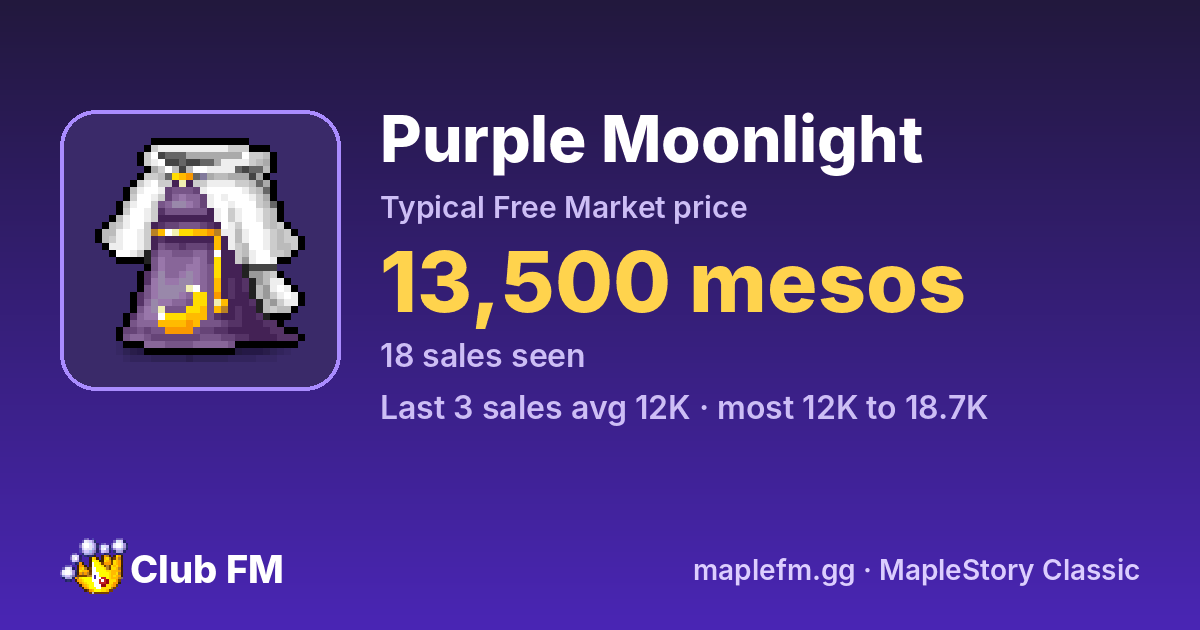 Purple Moonlight
Typical Free Market price
13,500 mesos
18 sales seen
Last 3 sales avg 12K · most 12K to 18.7K
Club FM
maplefm.gg · MapleStory Classic